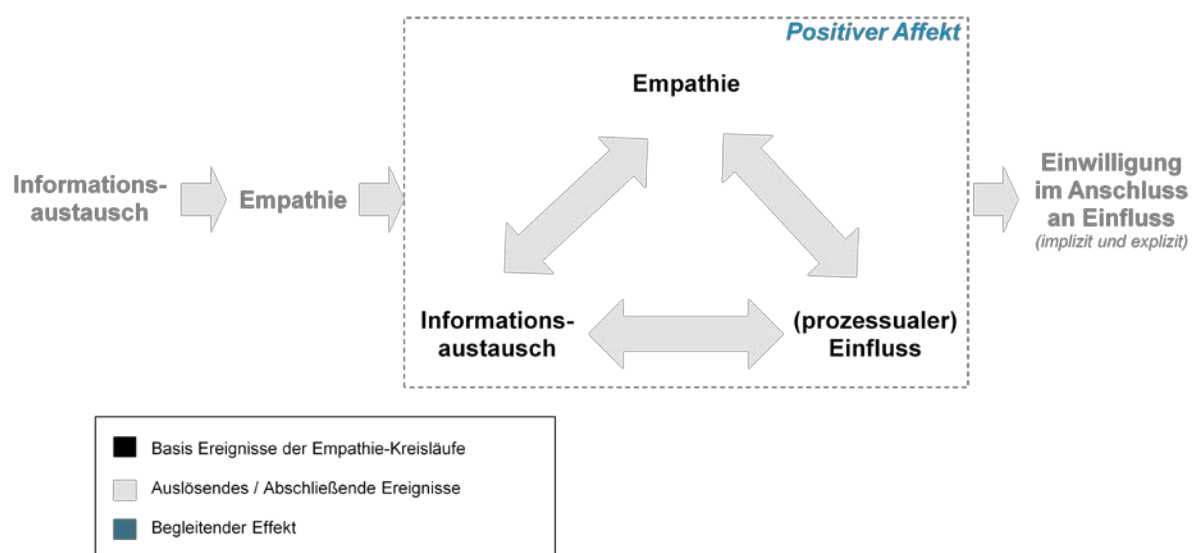 Positiver Affekt
Empathie
Informations-
austausch
Empathie
Einwilligung
im Anschluss
an Einfluss
(implizit und explizit)
Informations-
austausch
(prozessualer)
Einfluss
Basis Ereignisse der Empathie-Kreisläufe
Auslösendes / Abschließende Ereignisse
Begleitender Effekt